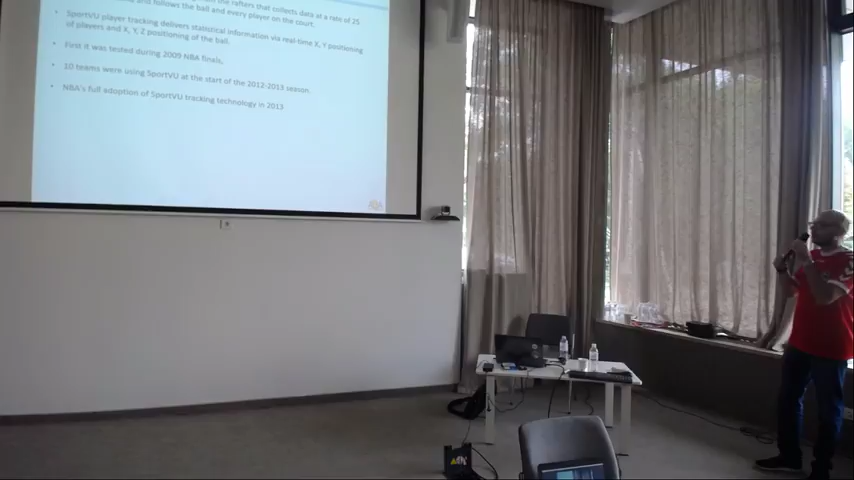 the rafters that collects data at a rate of 25
and follows the ball and every player on the court.
• SportVU player tracking delivers statistical information via real-time X, Y positioning
of players and X, Y, Z positioning of the ball.
• First it was tested during 2009 NBA finals,
• 10 teams were using SportVU at the start of the 2012-2013 season.
• NBA's full adoption of SportVU tracking technology in 2013